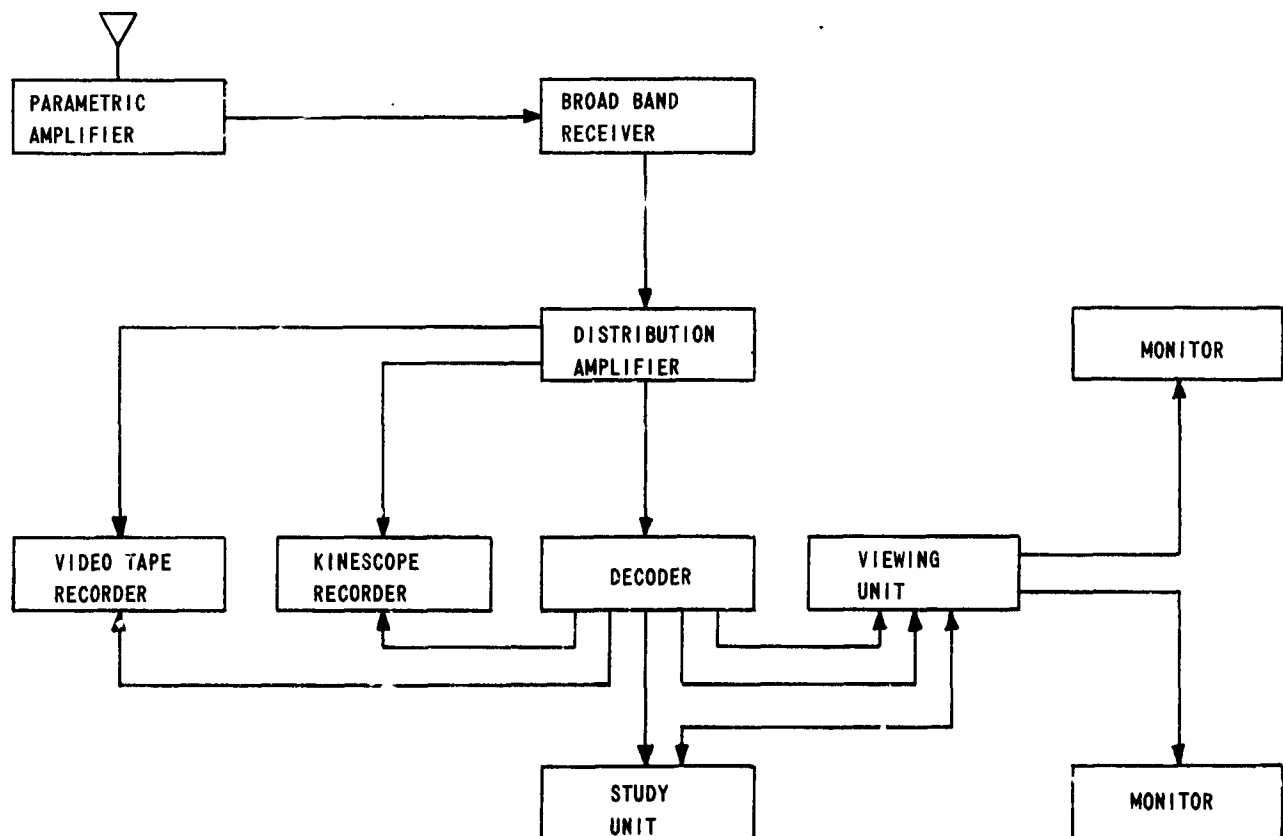 PARAMETRIC
AMPLIFIER
BROAD BAND
RECEIVER
DISTRIBUTION
AMPLIFIER
MONITOR
VIDEO TAPE
RECORDER
KINESCOPE
RECORDER
DECODER
VIEWING
UNIT
STUDY
UNIT
MONITOR